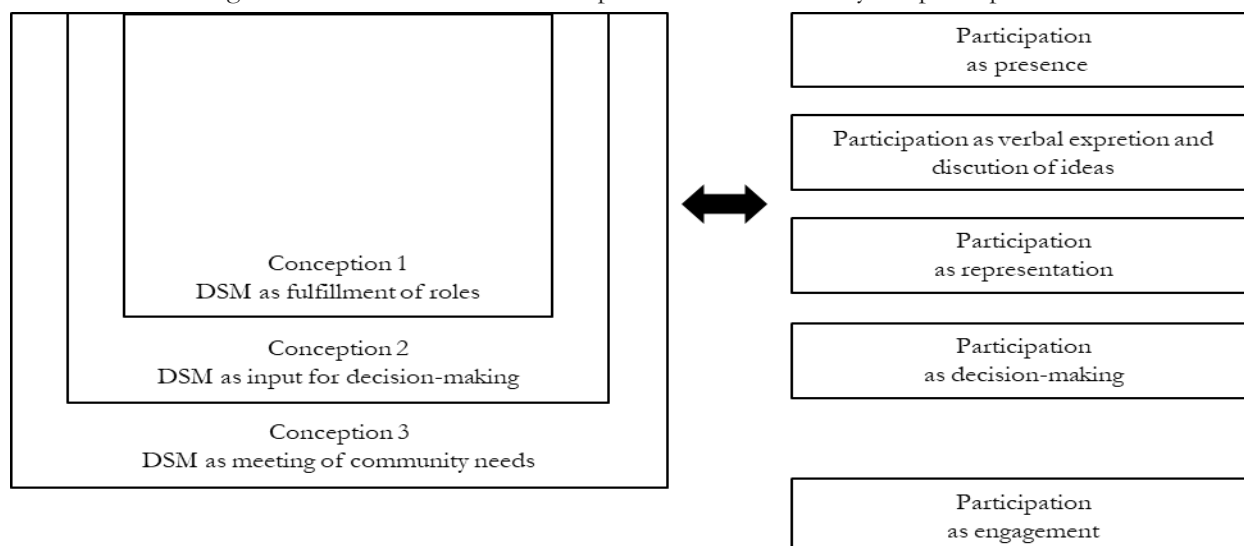 Conception 1
DSM as fulfillment of roles
Conception 2
DSM as input for decision-making
Conception 3
DSM as meeting of community needs
Participation
as presence
Participation as verbal expretion and
discution of ideas
Participation
as representation
Participation
as decision-making
Participation
as engagement